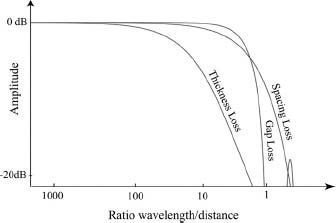 0 dB
Amplitude
Thickness Loss
Gap Loss
Spacing Loss
-20dB
1000 100 10 1
Ratio wavelength/distance